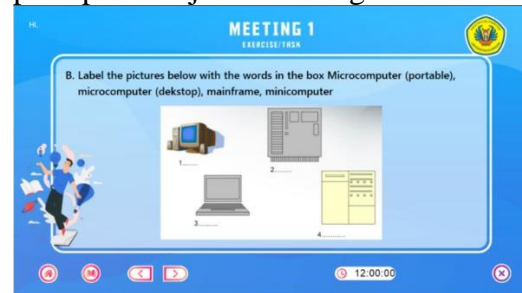 Hi,
MEETING 1
EXERCISE/TASK
B. Label the pictures below with the words in the box Microcomputer (portable),
microcomputer (dekstop), mainframe, minicomputer
1.........
2.........
3.........
4...........
12:00:00